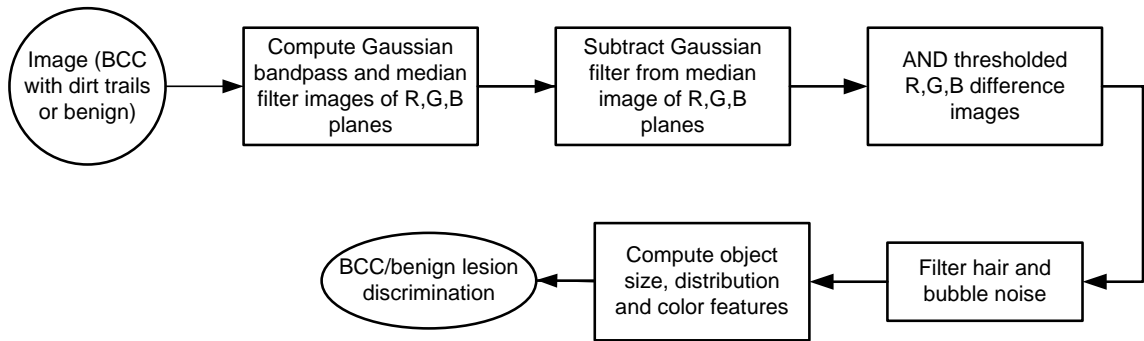 Image (BCC
with dirt trails
or benign)
Compute Gaussian
bandpass and median
filter images of R,G,B
planes
Subtract Gaussian
filter from median
image of R,G,B
planes
AND thresholded
R,G,B difference
images
Filter hair and
bubble noise
Compute object
size, distribution
and color features
BCC/benign lesion
discrimination